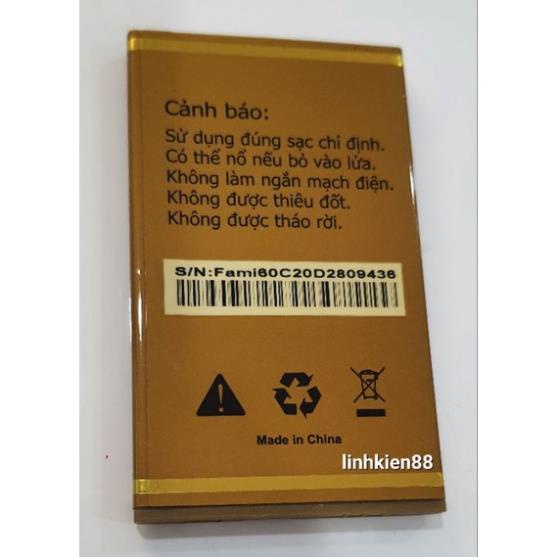 Cảnh báo:
Sử dụng đúng sạc chỉ định.
Có thể nổ nếu bỏ vào lửa.
Không làm ngắn mạch điện.
Không được thiêu đốt.
Không được tháo rời.
S/N:Fami60C20D2809436
Made in China
linhkien88